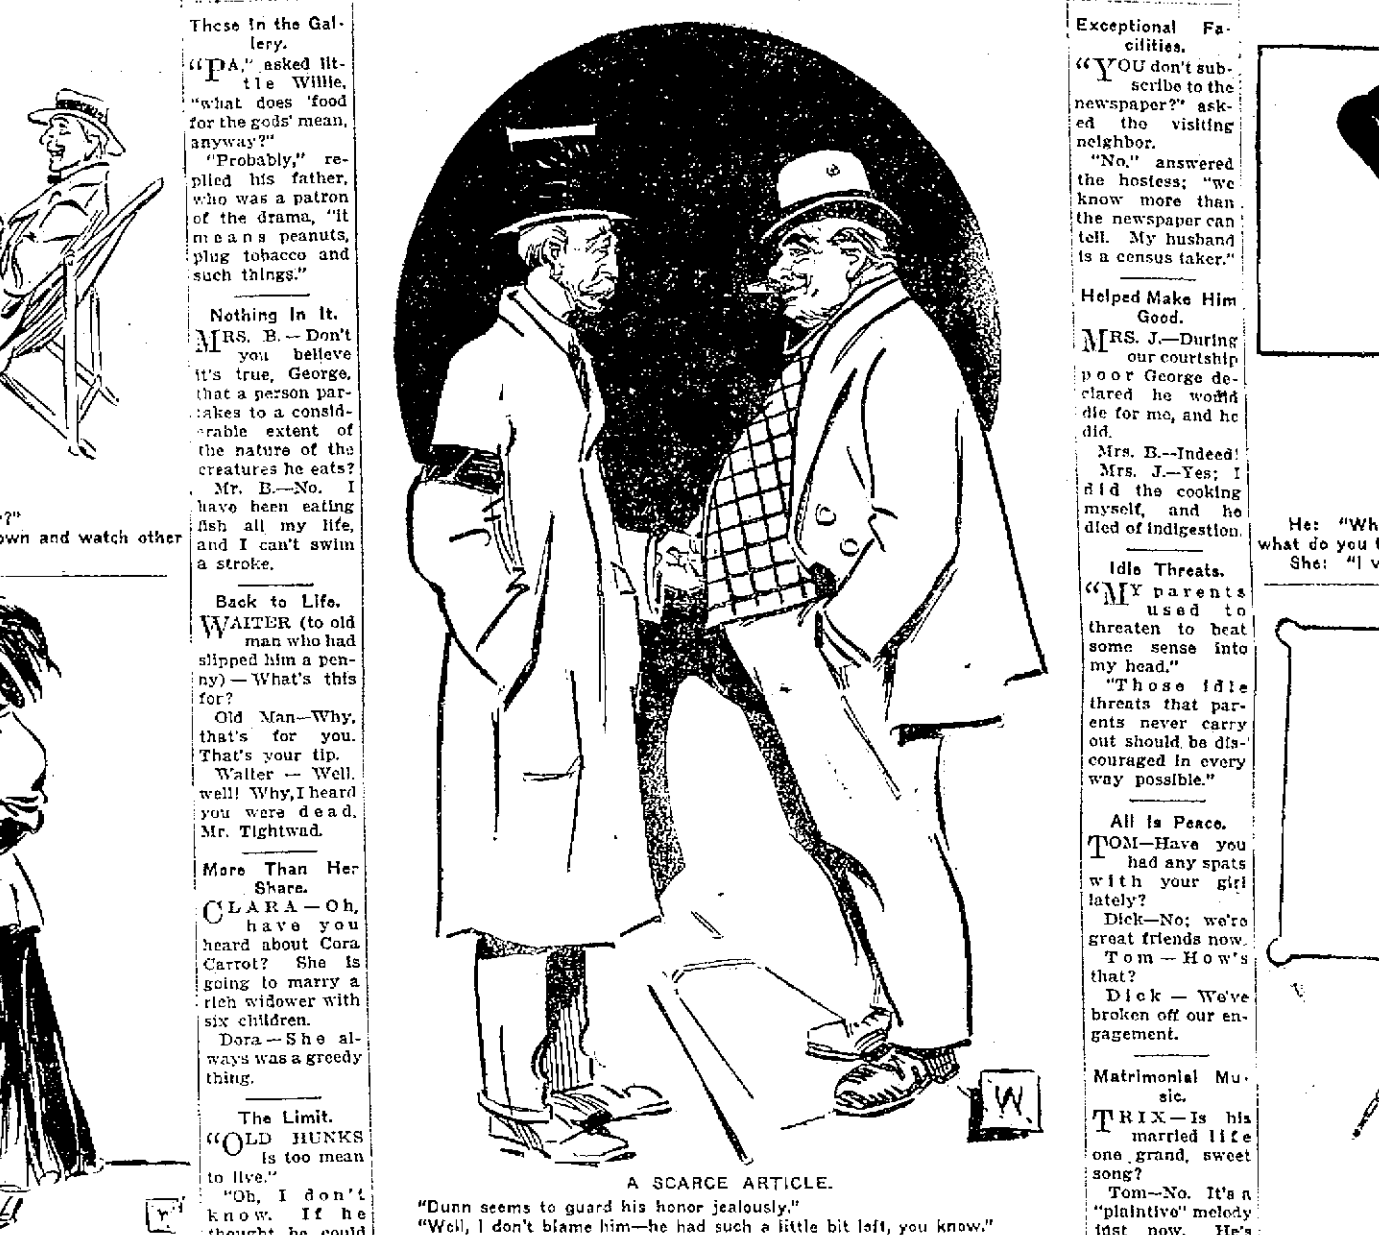 These In the Gal-
lery.
"PA," asked lit-
tle Willie,
"what does 'food
for the gods' mean,
anyway?"
"Probably," re-
plied his father,
who was a patron
of the drama, "it
means peanuts,
plug tobacco and
such things."
Nothing In It.
MRS. B.—Don't
you believe
it's true, George,
that a person par-
takes to a consid-
erable extent of
the nature of the
creatures he eats?
Mr. B.—No. I
have been eating
fish all my life,
and I can't swim
a stroke.
Back to Life.
WAITER (to old
man who had
slipped him a pen-
ny)—What's this
for?
Old Man—Why,
that's for you.
That's your tip.
Waiter — Well,
well! Why, I heard
you were dead,
Mr. Tightwad.
More Than Her
Share.
CLARA—Oh,
have you
heard about Cora
Carrot? She is
going to marry a
rich widower with
six children.
Dora—She al-
ways was a greedy
thing.
The Limit.
"OLD HUNKS
is too mean
to live."
"Oh, I don't
know. If he
thought he could
?"
own and watch other
W
A SCARCE ARTICLE.
"Dunn seems to guard his honor jealously."
"Well, I don't blame him—he had such a little bit left, you know."
Exceptional Fa-
cilities.
"YOU don't sub-
scribe to the
newspaper?" ask-
ed the visiting
neighbor.
"No," answered
the hostess; "we
know more than
the newspaper can
tell. My husband
is a census taker."
Helped Make Him
Good.
MRS. J.—During
our courtship
poor George de-
clared he would
die for me, and he
did.
Mrs. B.—Indeed!
Mrs. J.—Yes; I
did the cooking
myself, and he
died of indigestion.
Idle Threats.
"MY parents
used to
threaten to beat
some sense into
my head."
"Those idle
threats that par-
ents never carry
out should be dis-
couraged in every
way possible."
All Is Peace.
TOM—Have you
had any spats
with your girl
lately?
Dick—No; we're
great friends now.
Tom—How's
that?
Dick — We've
broken off our en-
gagement.
Matrimonial Mu-
sic.
TRIX—Is his
married life
one grand, sweet
song?
Tom—No. It's a
"plaintive" melody
just now. He's
He: "Wh
what do you t
She: "I v